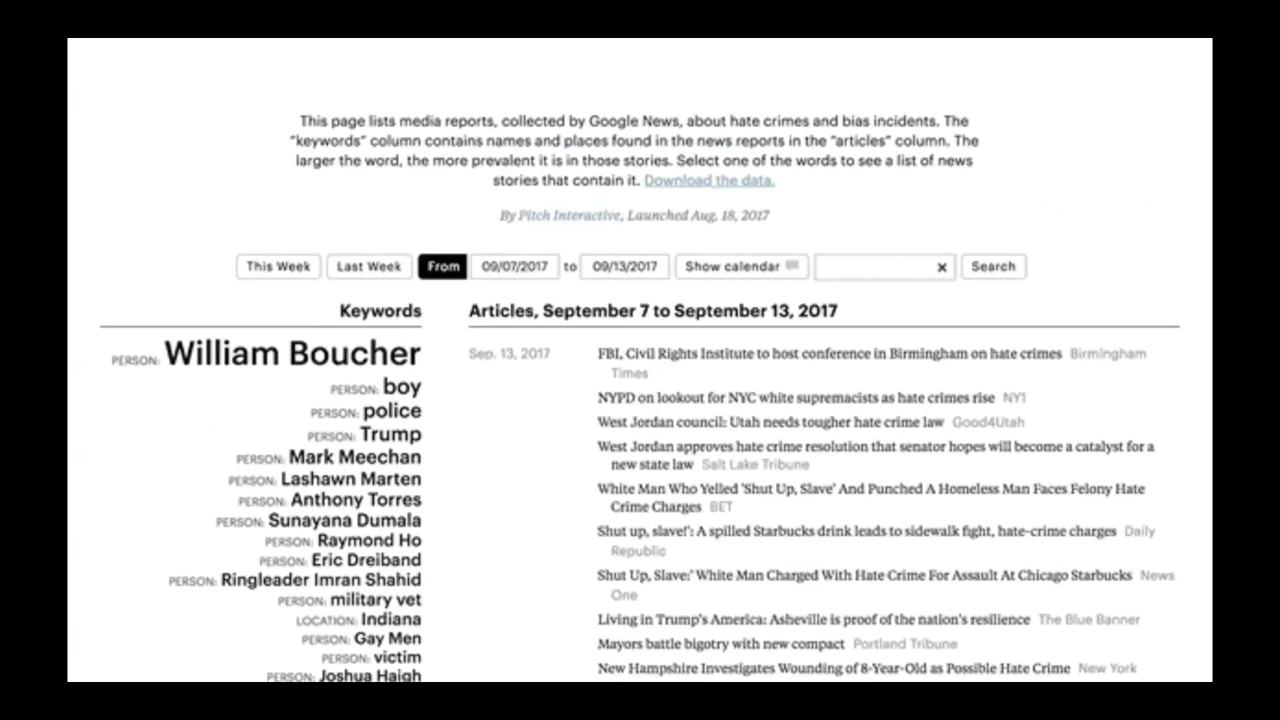 This page lists media reports, collected by Google News, about hate crimes and bias incidents. The
"keywords" column contains names and places found in the news reports in the "articles" column. The
larger the word, the more prevalent it is in those stories. Select one of the words to see a list of news
stories that contain it. Download the data.
By Pitch Interactive, Launched Aug. 18, 2017
This Week Last Week From 09/07/2017 to 09/13/2017 Show calendar × Search
Keywords
PERSON: William Boucher
PERSON: boy
PERSON: police
PERSON: Trump
PERSON: Mark Meechan
PERSON: Lashawn Marten
PERSON: Anthony Torres
PERSON: Sunayana Dumala
PERSON: Raymond Ho
PERSON: Eric Dreiband
PERSON: Ringleader Imran Shahid
PERSON: military vet
LOCATION: Indiana
PERSON: Gay Men
PERSON: victim
PERSON: Joshua Haigh
Articles, September 7 to September 13, 2017
Sep. 13, 2017
FBI, Civil Rights Institute to host conference in Birmingham on hate crimes Birmingham
Times
NYPD on lookout for NYC white supremacists as hate crimes rise NY1
West Jordan council: Utah needs tougher hate crime law Good4Utah
West Jordan approves hate crime resolution that senator hopes will become a catalyst for a
new state law Salt Lake Tribune
White Man Who Yelled 'Shut Up, Slave' And Punched A Homeless Man Faces Felony Hate
Crime Charges BET
Shut up, slave!': A spilled Starbucks drink leads to sidewalk fight, hate-crime charges Daily
Republic
Shut Up, Slave:' White Man Charged With Hate Crime For Assault At Chicago Starbucks News
One
Living in Trump's America: Asheville is proof of the nation's resilience The Blue Banner
Mayors battle bigotry with new compact Portland Tribune
New Hampshire Investigates Wounding of 8-Year-Old as Possible Hate Crime New York